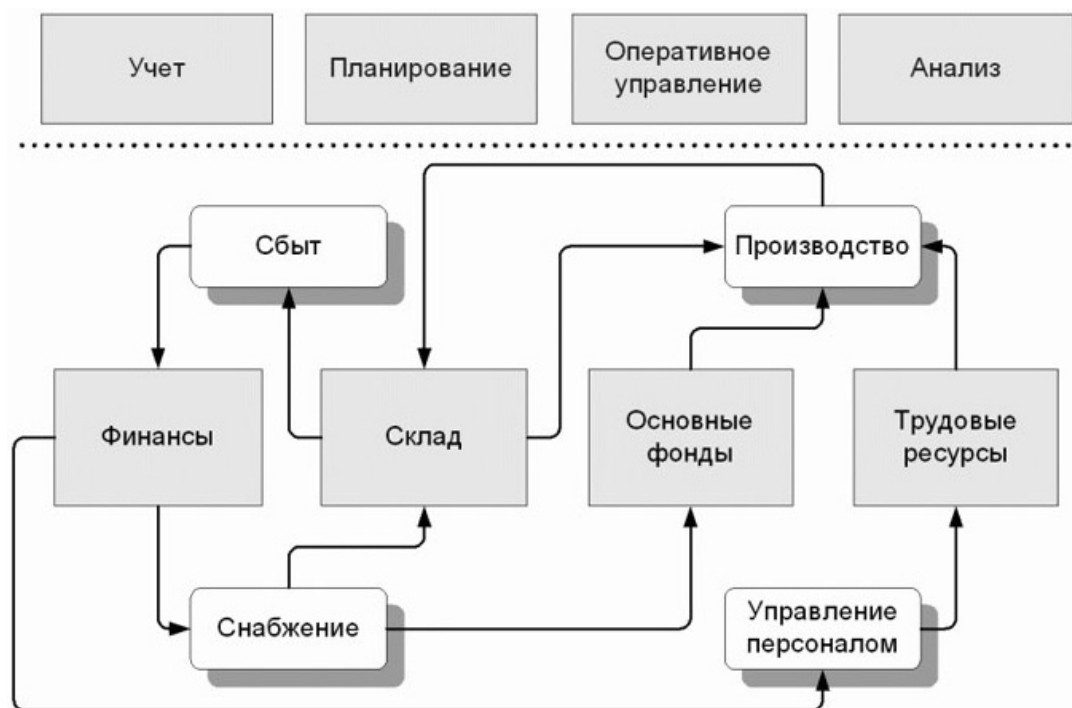 Учет
Планирование
Оперативное
управление
Анализ
Сбыт
Производство
Финансы
Склад
Основные
фонды
Трудовые
ресурсы
Снабжение
Управление
персоналом